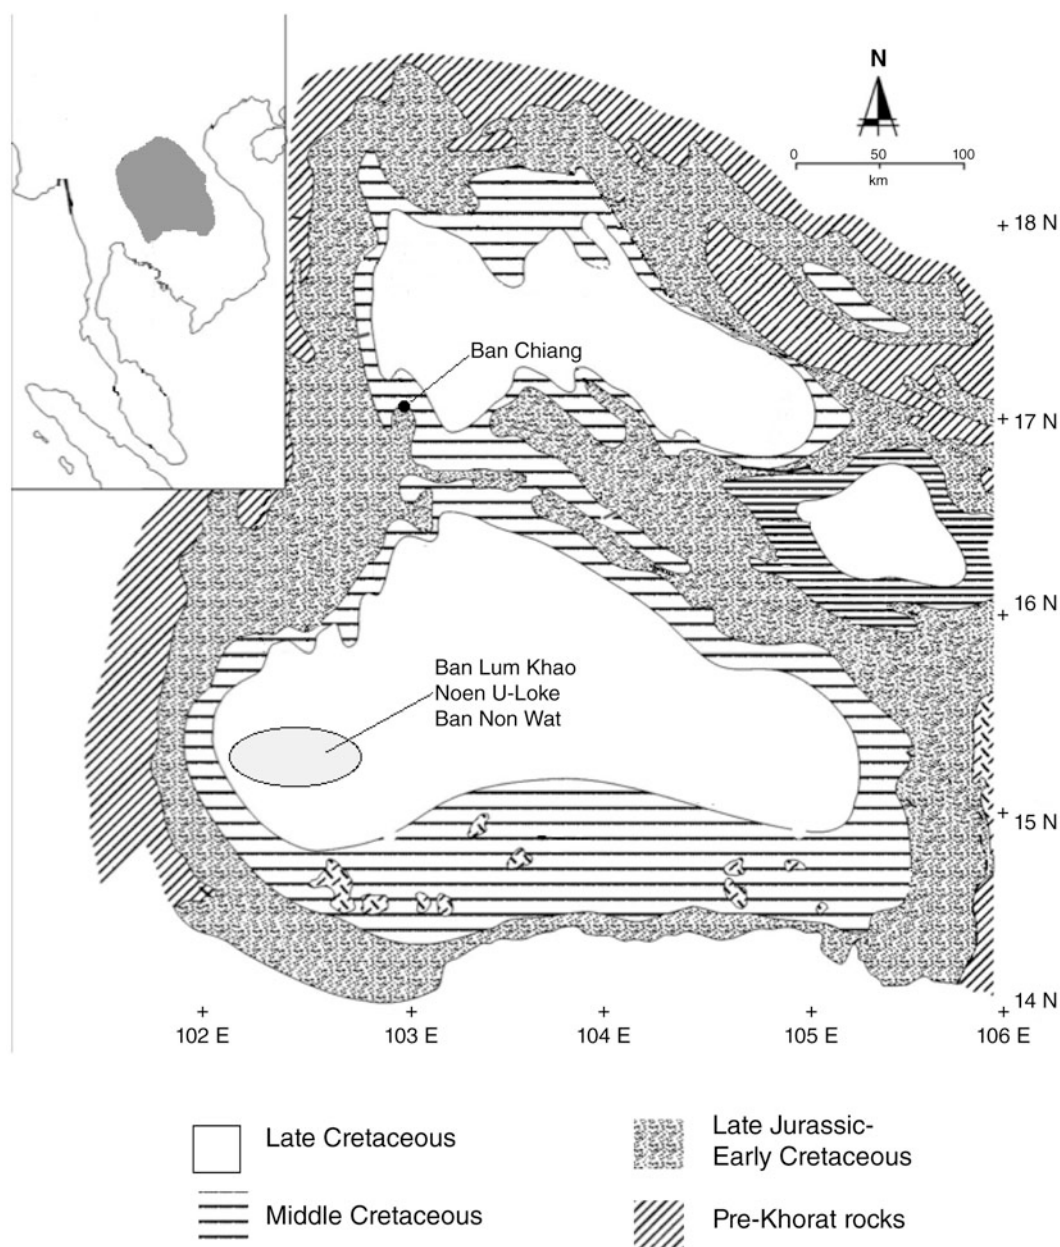 N
0 50 100
km
+ 18 N
Ban Chiang
+ 17 N
+ 16 N
Ban Lum Khao
Noen U-Loke
Ban Non Wat
+ 15 N
+ 14 N
+ + + +
102 E 103 E 104 E 105 E 106 E
Late Cretaceous
Middle Cretaceous
Late Jurassic-
Early Cretaceous
Pre-Khorat rocks